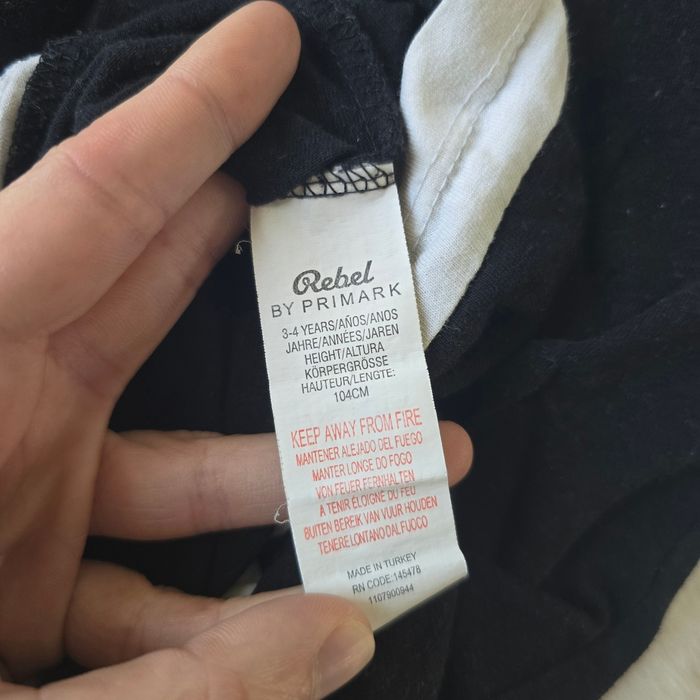 Rebel
BY PRIMARK
3-4 YEARS/AÑOS/ANOS
JAHRE/ANNÉES/JAREN
HEIGHT/ALTURA
KÖRPERGRÖSSE
HAUTEUR/LENGTE:
104CM
KEEP AWAY FROM FIRE
MANTENER ALEJADO DEL FUEGO
MANTER LONGE DO FOGO
VON FEUER FERNHALTEN
A TENIR ÉLOIGNE DU FEU
BUITEN BEREIK VAN VUUR HOUDEN
TENERE LONTANO DAL FUOCO
MADE IN TURKEY
RN CODE:145478
1107900944